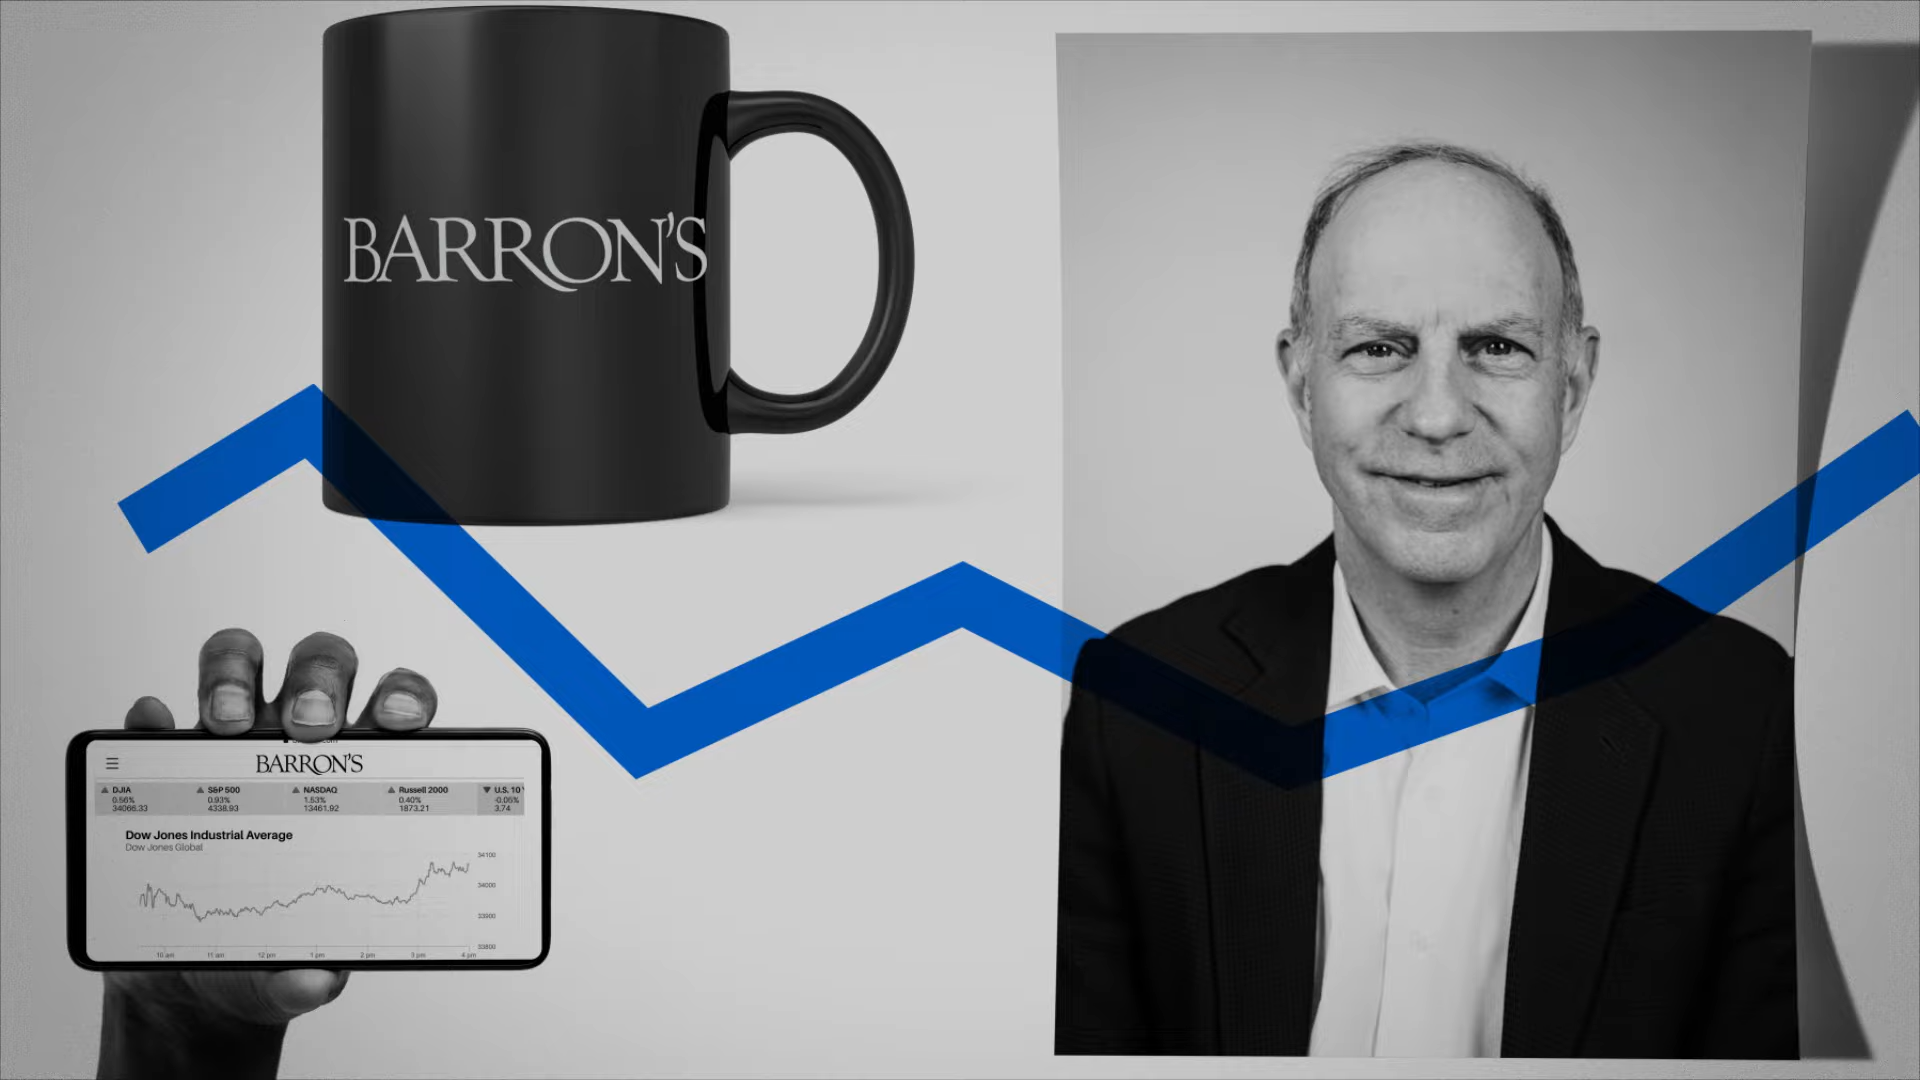 BARRON'S
BARRON'S
DJIA
0.56%
34066.33
S&P 500
0.93%
4338.93
NASDAQ
1.53%
13461.92
Russell 2000
0.40%
1873.21
U.S. 10
-0.05%
3.74
Dow Jones Industrial Average
Dow Jones Global
34100
34000
33900
33800
10 am 11 am 12 pm 1 pm 2 pm 3 pm 4 pm